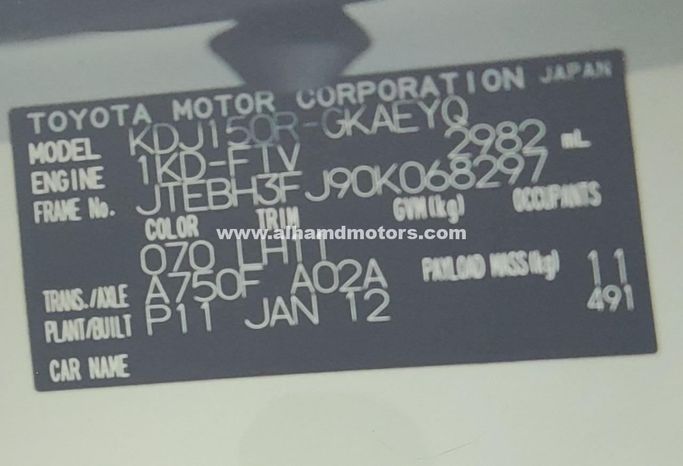 TOYOTA MOTOR CORPORATION JAPAN
MODEL KDJ150R-GKAEYQ
ENGINE 1KD-FTV 2982 mL
FRAME No. JTEBH3FJ90K068297
COLOR TRIM GVM(kg) OCCUPANTS
www.alhamdmotors.com
070 LH11
TRANS./AXLE A750F A02A PAYLOAD MASS(kg) 11
PLANT/BUILT P11 JAN 12 491
CAR NAME